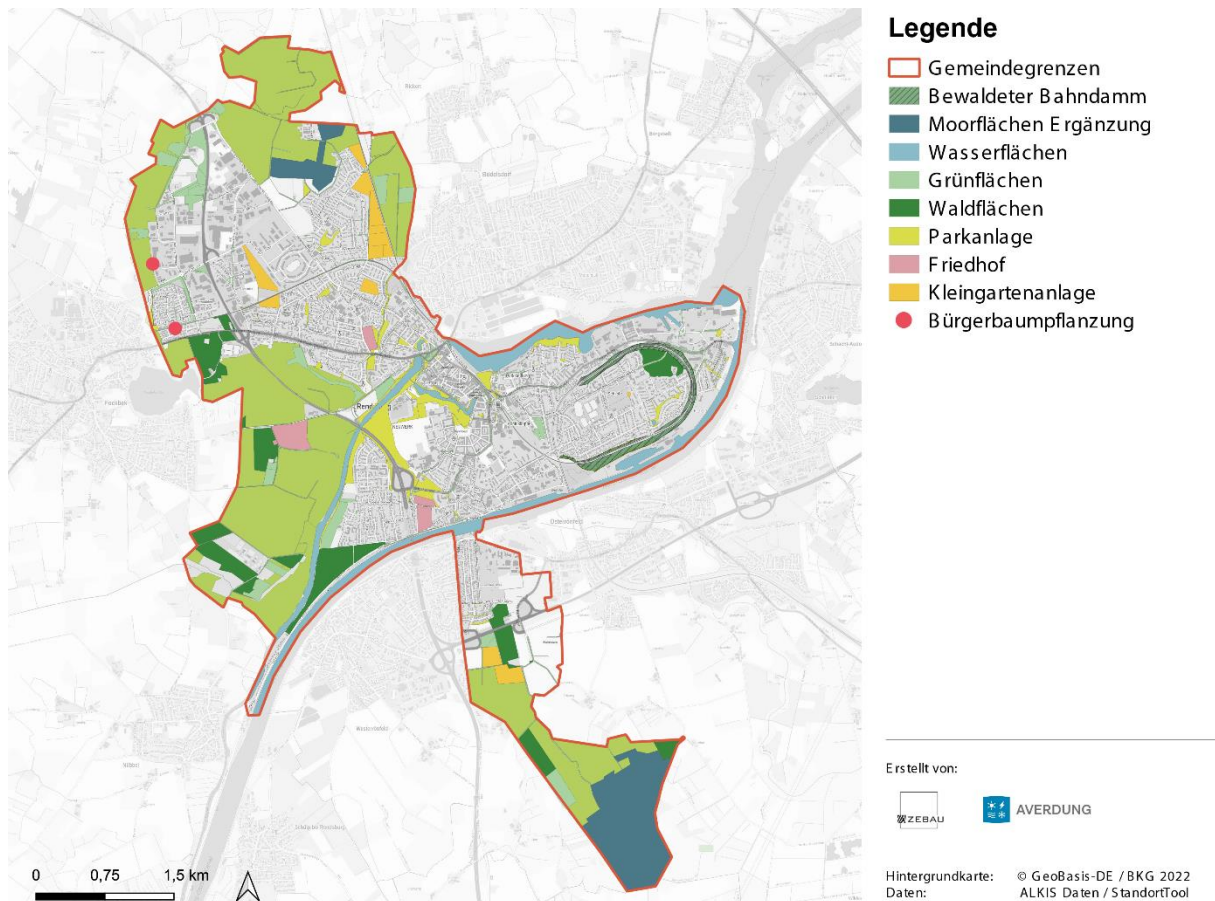 Legende
Gemeindegrenzen
Bewaldeter Bahndamm
Moorflächen Ergänzung
Wasserflächen
Grünflächen
Waldflächen
Parkanlage
Friedhof
Kleingartenanlage
Bürgerbaumpflanzung
Erstellt von:
ZEBAU
AVERDUNG
0 0,75 1,5 km
Hintergrundkarte: © GeoBasis-DE / BKG 2022
Daten: ALKIS Daten / StandortTool